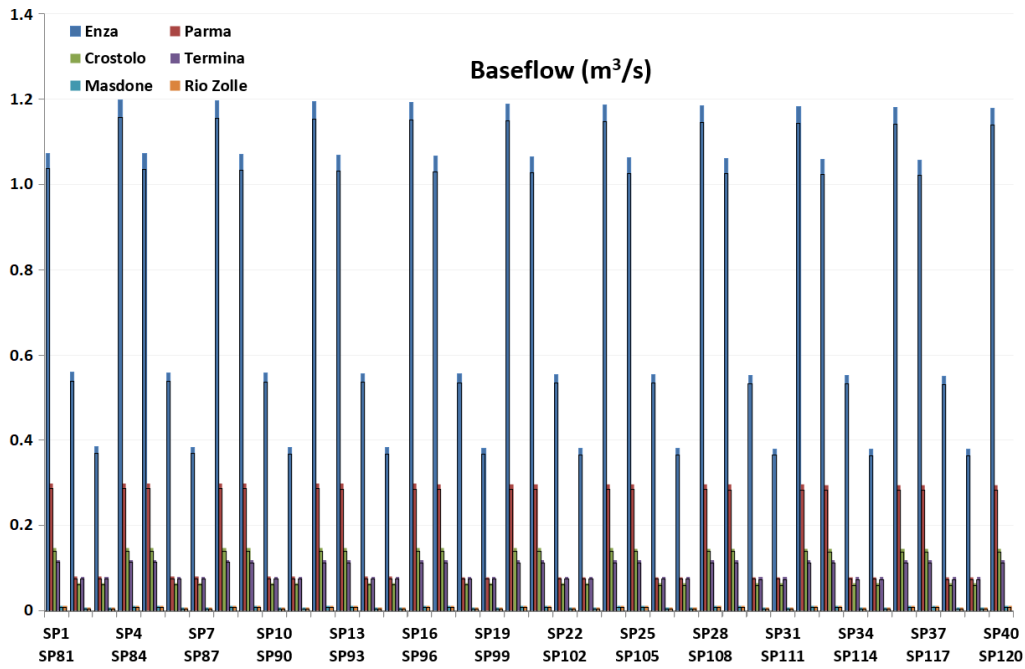 Baseflow (m³/s)
Enza
Parma
Crostolo
Termina
Masdone
Rio Zolle
1.4
1.2
1.0
0.8
0.6
0.4
0.2
0
SP1 SP4 SP7 SP10 SP13 SP16 SP19 SP22 SP25 SP28 SP31 SP34 SP37 SP40
SP81 SP84 SP87 SP90 SP93 SP96 SP99 SP102 SP105 SP108 SP111 SP114 SP117 SP120